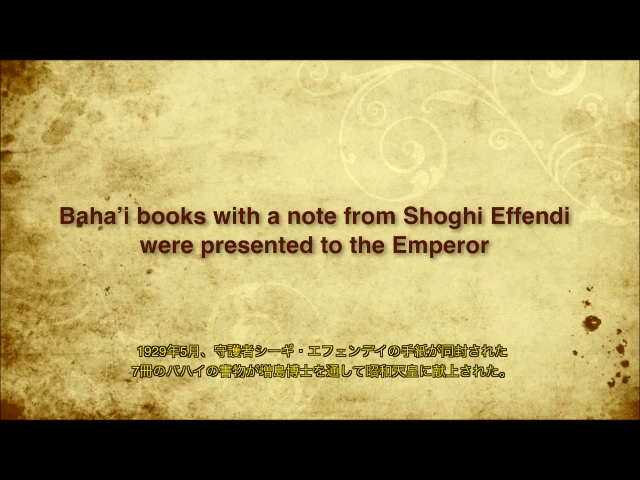 Baha’i books with a note from Shoghi Effendi
were presented to the Emperor
1929年5月、守護者シーギ・エフェンデイの手紙が同封された
7冊のバハイの書物が増島博士を通して昭和天皇に献上された。